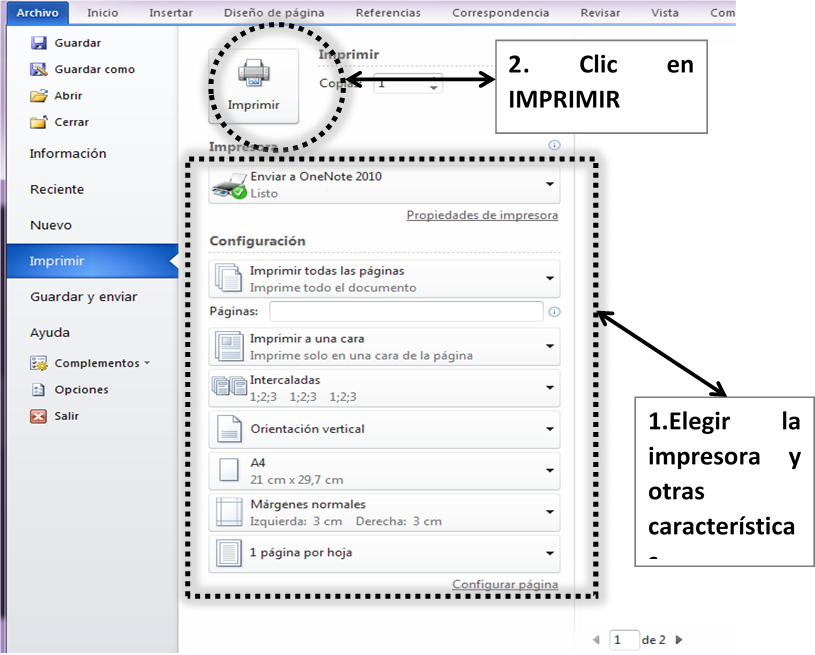 Archivo Inicio Insertar Diseño de página Referencias Correspondencia Revisar Vista Com
Guardar
Guardar como
Abrir
Cerrar
Información
Reciente
Nuevo
Imprimir
Guardar y enviar
Ayuda
Complementos
Opciones
Salir
Imprimir
Imprimir
Copias: 1
2. Clic en
IMPRIMIR
Impresora
Enviar a OneNote 2010
Listo
Propiedades de impresora
Configuración
Imprimir todas las páginas
Imprime todo el documento
Páginas:
Imprimir a una cara
Imprime solo en una cara de la página
Intercaladas
1;2;3 1;2;3 1;2;3
Orientación vertical
A4
21 cm x 29,7 cm
Márgenes normales
Izquierda: 3 cm Derecha: 3 cm
1 página por hoja
Configurar página
1.Elegir la
impresora y
otras
característica
1 de 2